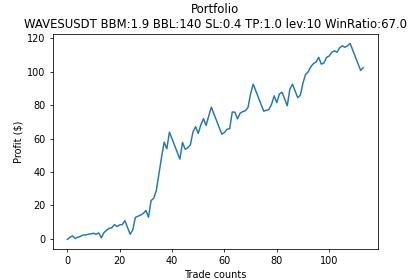 Portfolio
WAVESUSDT BBM:1.9 BBL:140 SL:0.4 TP:1.0 lev:10 WinRatio:67.0
120
100
80
60
40
20
0
Profit ($)
0 20 40 60 80 100
Trade counts